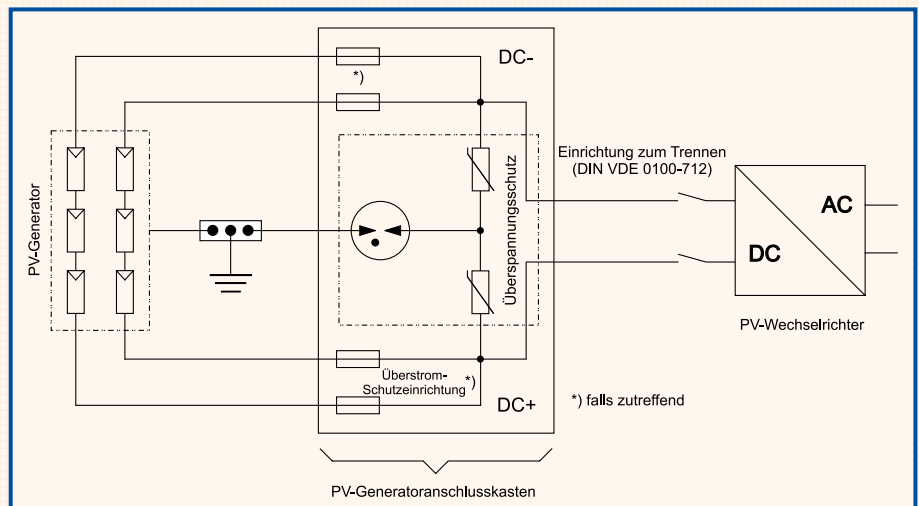 DC-
*)
PV-Generator
Überspannungsschutz
Einrichtung zum Trennen
(DIN VDE 0100-712)
AC
DC
PV-Wechselrichter
Überstrom-
Schutzeinrichtung *)
DC+
*) falls zutreffend
PV-Generatoranschlusskasten